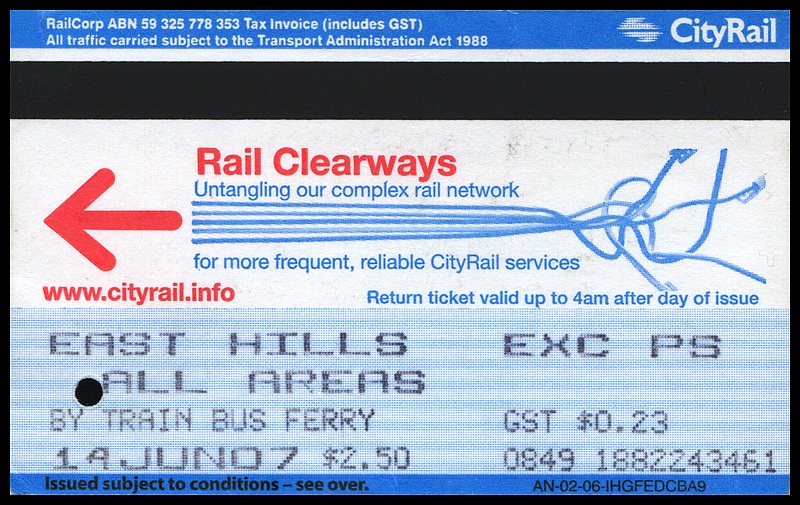 RailCorp ABN 59 325 778 353 Tax Invoice (includes GST)
All traffic carried subject to the Transport Administration Act 1988
CityRail
Rail Clearways
Untangling our complex rail network
for more frequent, reliable CityRail services
www.cityrail.info
Return ticket valid up to 4am after day of issue
EAST HILLS EXC PS
ALL AREAS
BY TRAIN BUS FERRY GST $0.23
14JUN07 $2.50 0849 1882243461
Issued subject to conditions – see over. AN-02-06-IHGFEDCBA9